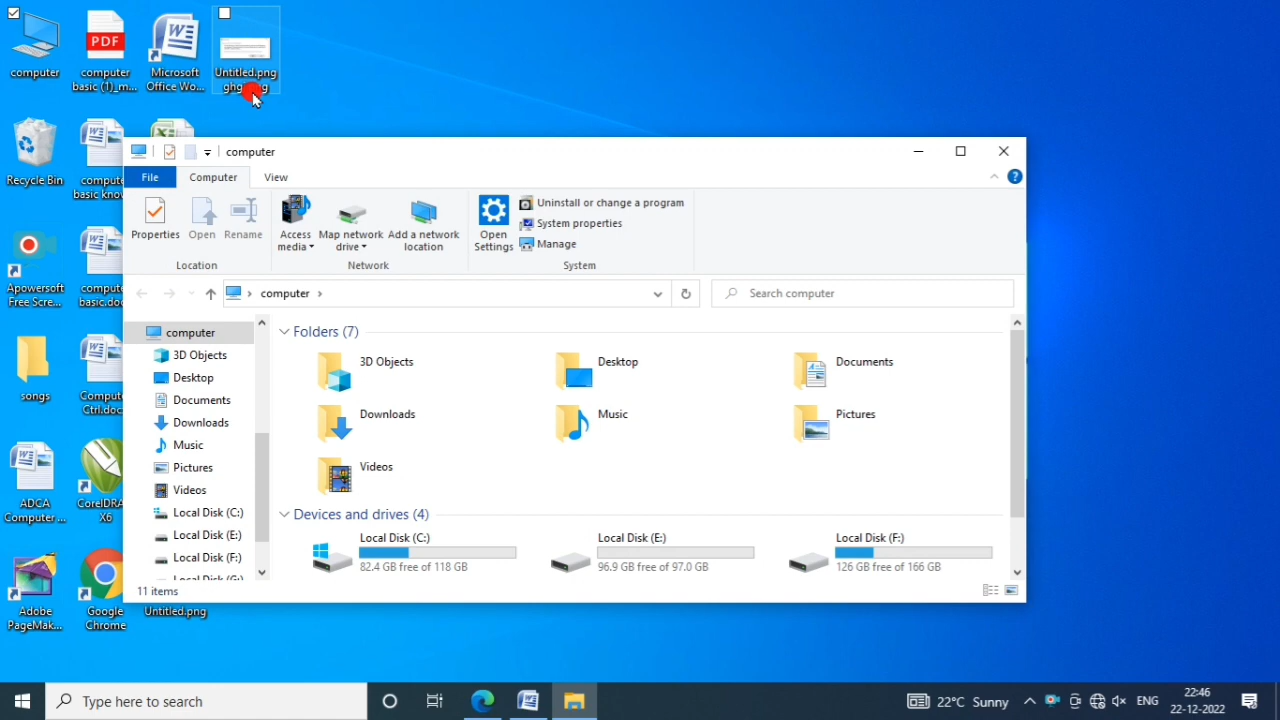 computer
PDF
computer
basic (1)_m...
Microsoft
Office Wo...
Untitled.png
Recycle Bin
basic
Apowersoft
Free Scre...
basic.doc
songs
Ctrl.doc
ADCA
Computer ...
X6
Adobe
PageMak...
Google
Chrome
Untitled.png
computer
File
Computer
View
Properties
Open
Rename
Location
Access
media
Map network
drive
Add a network
location
Network
Open
Settings
Uninstall or change a program
System properties
Manage
System
computer
Search computer
computer
3D Objects
Desktop
Documents
Downloads
Music
Pictures
Videos
Local Disk (C:)
Local Disk (E:)
Local Disk (F:)
Local Disk (G:)
Folders (7)
3D Objects
Desktop
Documents
Downloads
Music
Pictures
Videos
Devices and drives (4)
Local Disk (C:)
82.4 GB free of 118 GB
Local Disk (E:)
96.9 GB free of 97.0 GB
Local Disk (F:)
126 GB free of 166 GB
11 items
Type here to search
22°C Sunny
ENG
22:46
22-12-2022